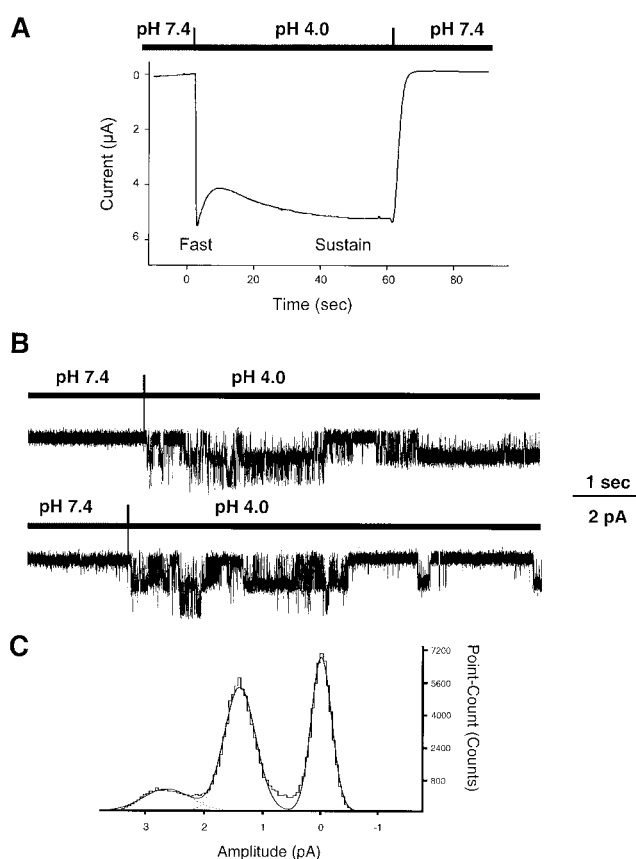 A
pH 7.4 pH 4.0 pH 7.4
0
2
4
6
Current (µA)
Fast Sustain
0 20 40 60 80
Time (sec)
B
pH 7.4 pH 4.0
1 sec
2 pA
pH 7.4 pH 4.0
C
7200
5600
4000
2400
800
Point-Count (Counts)
3 2 1 0 -1
Amplitude (pA)